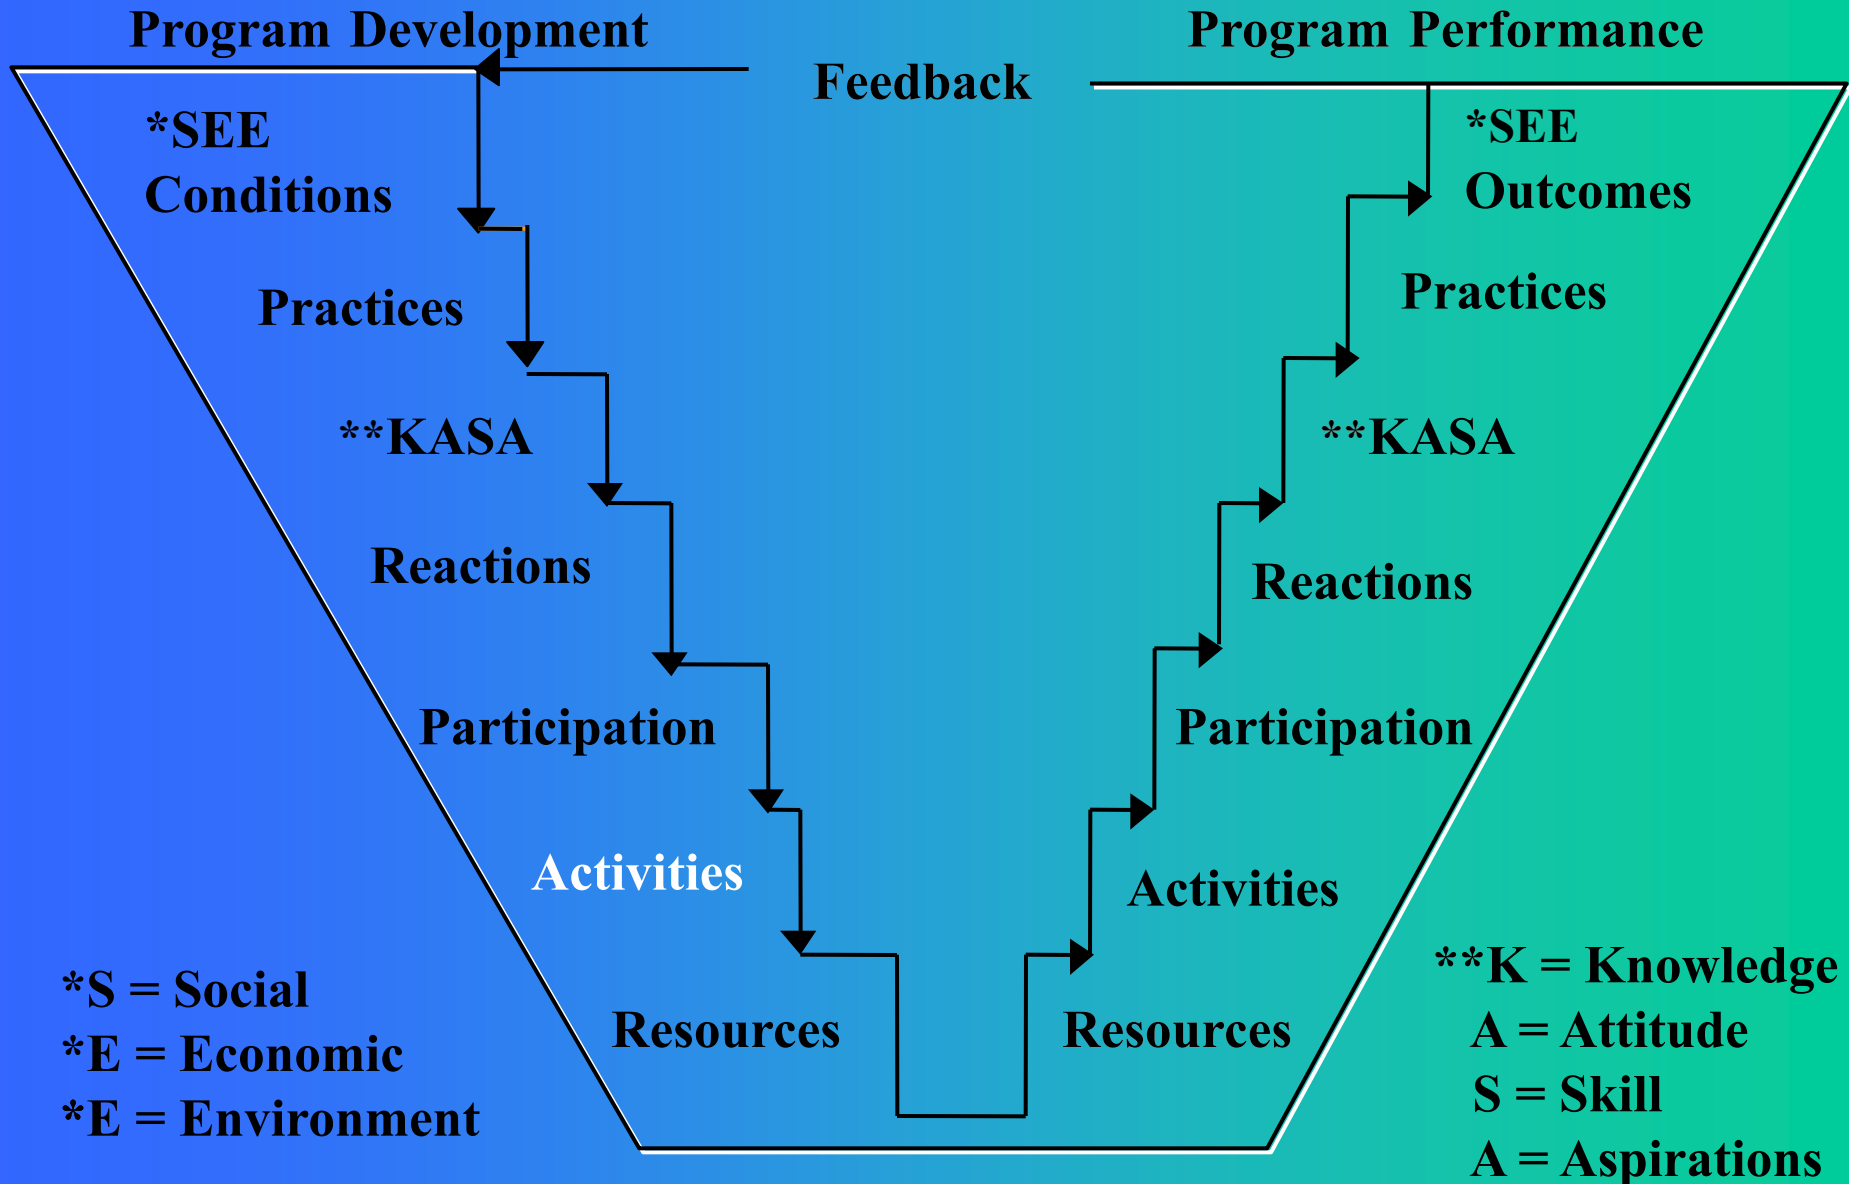 Program Development
Program Performance
Feedback
*SEE
Conditions
Practices
**KASA
Reactions
Participation
Activities
Resources
*SEE
Outcomes
Practices
**KASA
Reactions
Participation
Activities
Resources
*S = Social
*E = Economic
*E = Environment
**K = Knowledge
A = Attitude
S = Skill
A = Aspirations